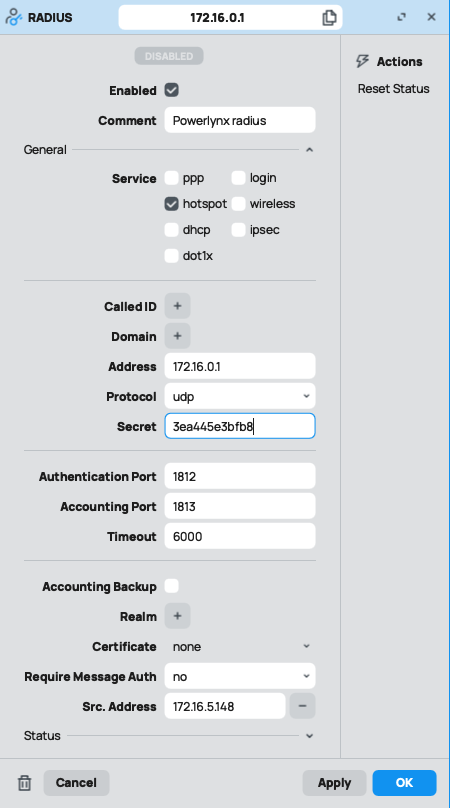 RADIUS 172.16.0.1
DISABLED
Actions
Reset Status
Enabled
Comment Powerlynx radius
General
Service ppp login
hotspot wireless
dhcp ipsec
dot1x
Called ID +
Domain +
Address 172.16.0.1
Protocol udp
Secret 3ea445e3bfb8
Authentication Port 1812
Accounting Port 1813
Timeout 6000
Accounting Backup
Realm +
Certificate none
Require Message Auth no
Src. Address 172.16.5.148 −
Status
Cancel Apply OK